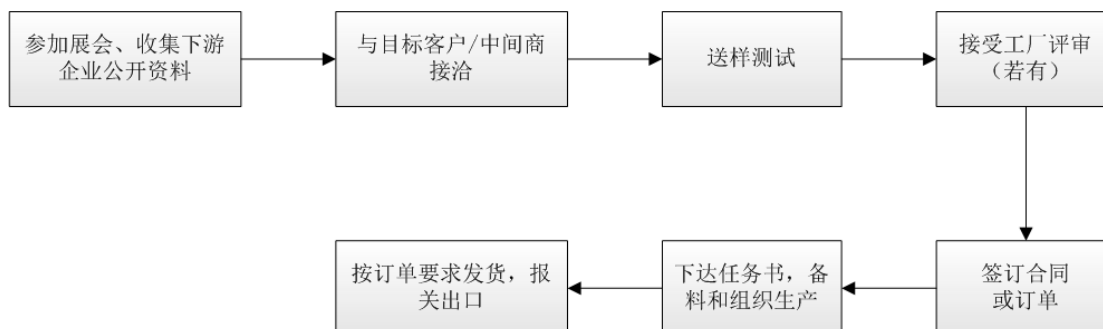 参加展会、收集下游
企业公开资料
与目标客户/中间商
接洽
送样测试
接受工厂评审
（若有）
签订合同
或订单
下达任务书，备
料和组织生产
按订单要求发货，报
关出口